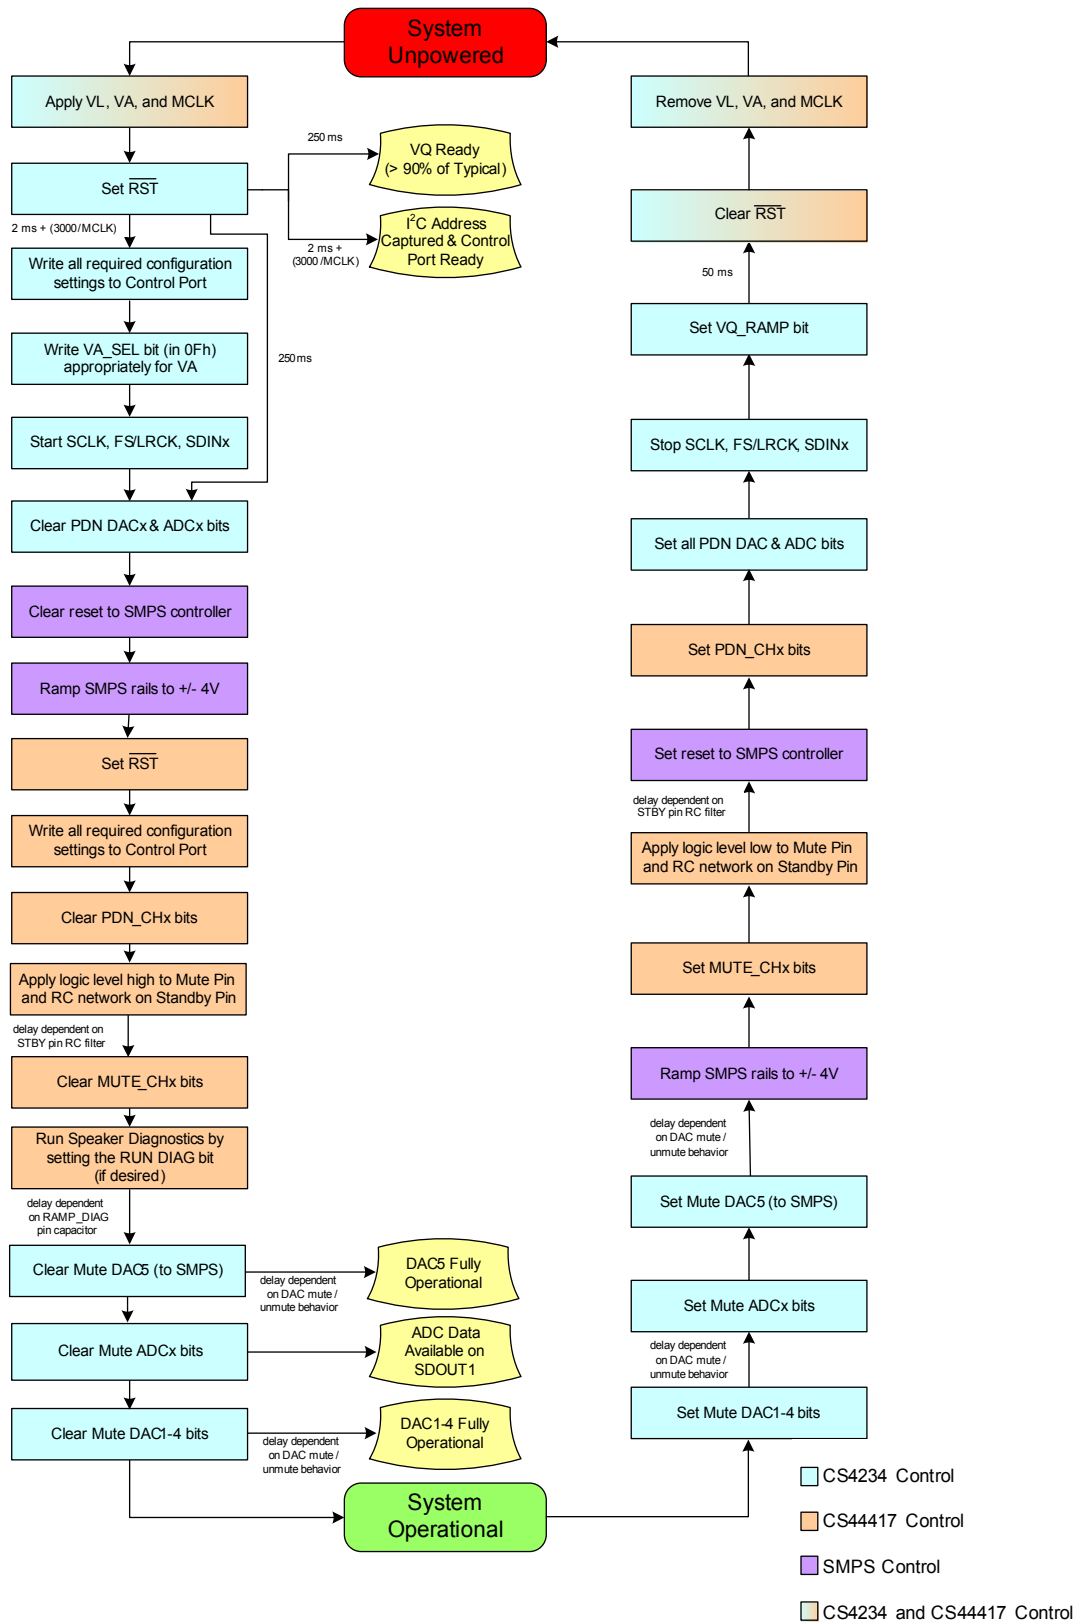 System
Unpowered
Apply VL, VA, and MCLK
Set RST
250 ms
VQ Ready
(> 90% of Typical)
2 ms + (3000/MCLK)
I2C Address
Captured & Control
Port Ready
2 ms +
(3000/MCLK)
Write all required configuration
settings to Control Port
Write VA_SEL bit (in 0Fh)
appropriately for VA
250ms
Start SCLK, FS/LRCK, SDINx
Clear PDN DACx & ADCx bits
Clear reset to SMPS controller
Ramp SMPS rails to +/- 4V
Set RST
Write all required configuration
settings to Control Port
Clear PDN_CHx bits
Apply logic level high to Mute Pin
and RC network on Standby Pin
delay dependent on
STBY pin RC filter
Clear MUTE_CHx bits
Run Speaker Diagnostics by
setting the RUN DIAG bit
(if desired)
delay dependent
on RAMP_DIAG
pin capacitor
Clear Mute DAC5 (to SMPS)
delay dependent
on DAC mute /
unmute behavior
DAC5 Fully
Operational
Clear Mute ADCx bits
ADC Data
Available on
SDOUT1
Clear Mute DAC1-4 bits
delay dependent
on DAC mute /
unmute behavior
DAC1-4 Fully
Operational
System
Operational
Remove VL, VA, and MCLK
Clear RST
50 ms
Set VQ_RAMP bit
Stop SCLK, FS/LRCK, SDINx
Set all PDN DAC & ADC bits
Set PDN_CHx bits
Set reset to SMPS controller
delay dependent on
STBY pin RC filter
Apply logic level low to Mute Pin
and RC network on Standby Pin
Set MUTE_CHx bits
Ramp SMPS rails to +/- 4V
delay dependent
on DAC mute /
unmute behavior
Set Mute DAC5 (to SMPS)
Set Mute ADCx bits
delay dependent
on DAC mute /
unmute behavior
Set Mute DAC1-4 bits
CS4234 Control
CS44417 Control
SMPS Control
CS4234 and CS44417 Control